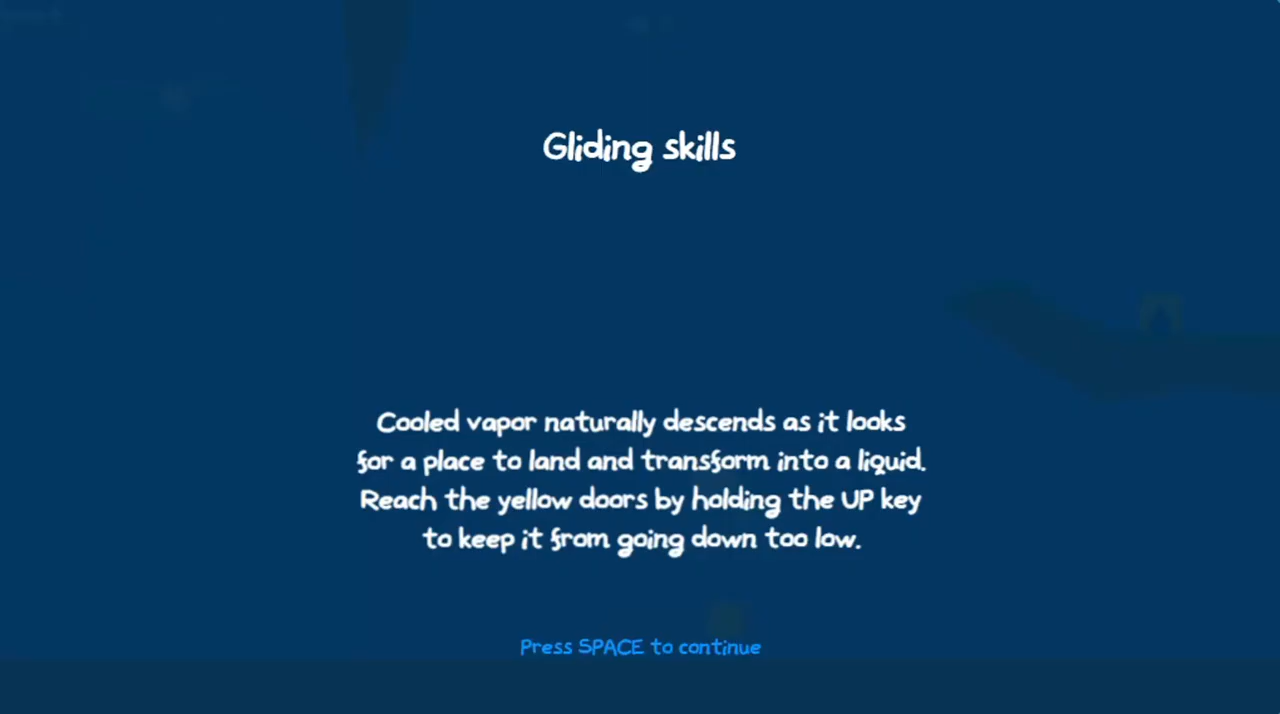 Gliding skills
Cooled vapor naturally descends as it looks
for a place to land and transform into a liquid.
Reach the yellow doors by holding the UP key
to keep it from going down too low.
Press SPACE to continue